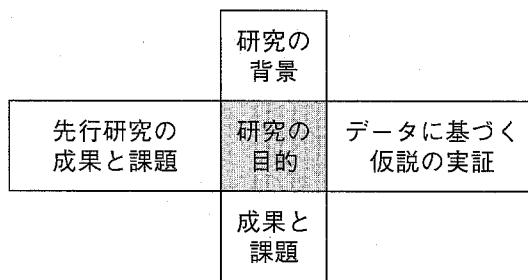 研究の
背景
先行研究の
成果と課題
研究の
目的
データに基づく
仮説の実証
成果と
課題